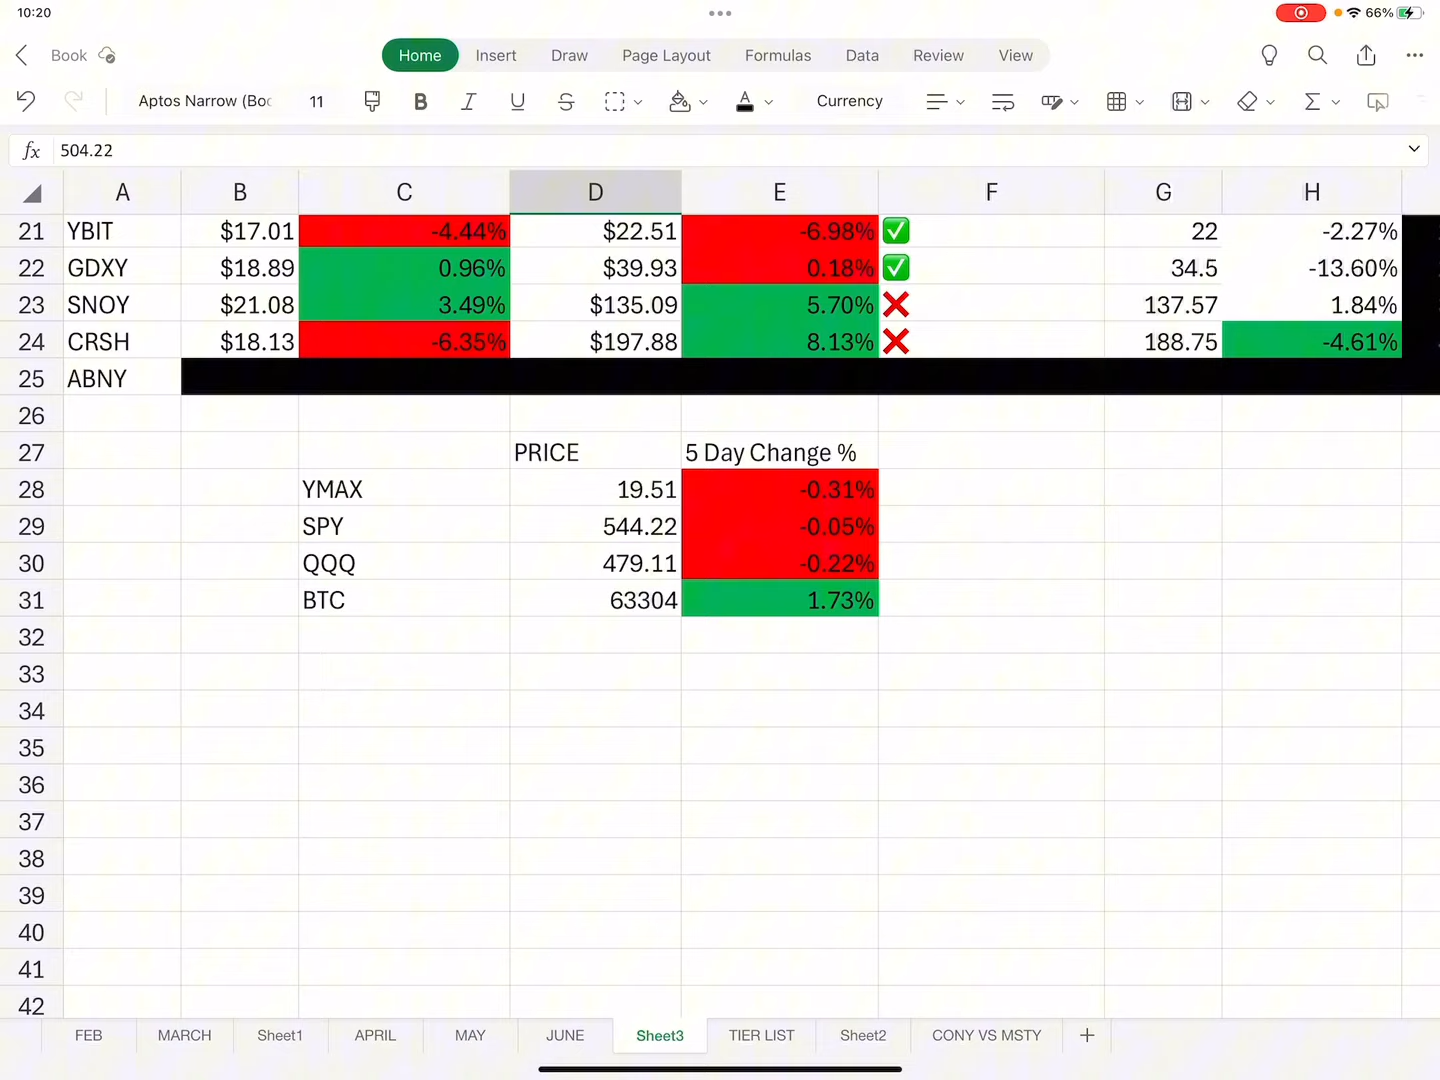 10:20
66%
Book
Home Insert Draw Page Layout Formulas Data Review View
Aptos Narrow (Bo 11 B I U S A Currency
fx 504.22
A B C D E F G H
21 YBIT $17.01 -4.44% $22.51 -6.98% ✅ 22 -2.27%
22 GDXY $18.89 0.96% $39.93 0.18% ✅ 34.5 -13.60%
23 SNOY $21.08 3.49% $135.09 5.70% ❌ 137.57 1.84%
24 CRSH $18.13 -6.35% $197.88 8.13% ❌ 188.75 -4.61%
25 ABNY
26
27 PRICE 5 Day Change %
28 YMAX 19.51 -0.31%
29 SPY 544.22 -0.05%
30 QQQ 479.11 -0.22%
31 BTC 63304 1.73%
32
33
34
35
36
37
38
39
40
41
42
FEB MARCH Sheet1 APRIL MAY JUNE Sheet3 TIER LIST Sheet2 CONY VS MSTY +